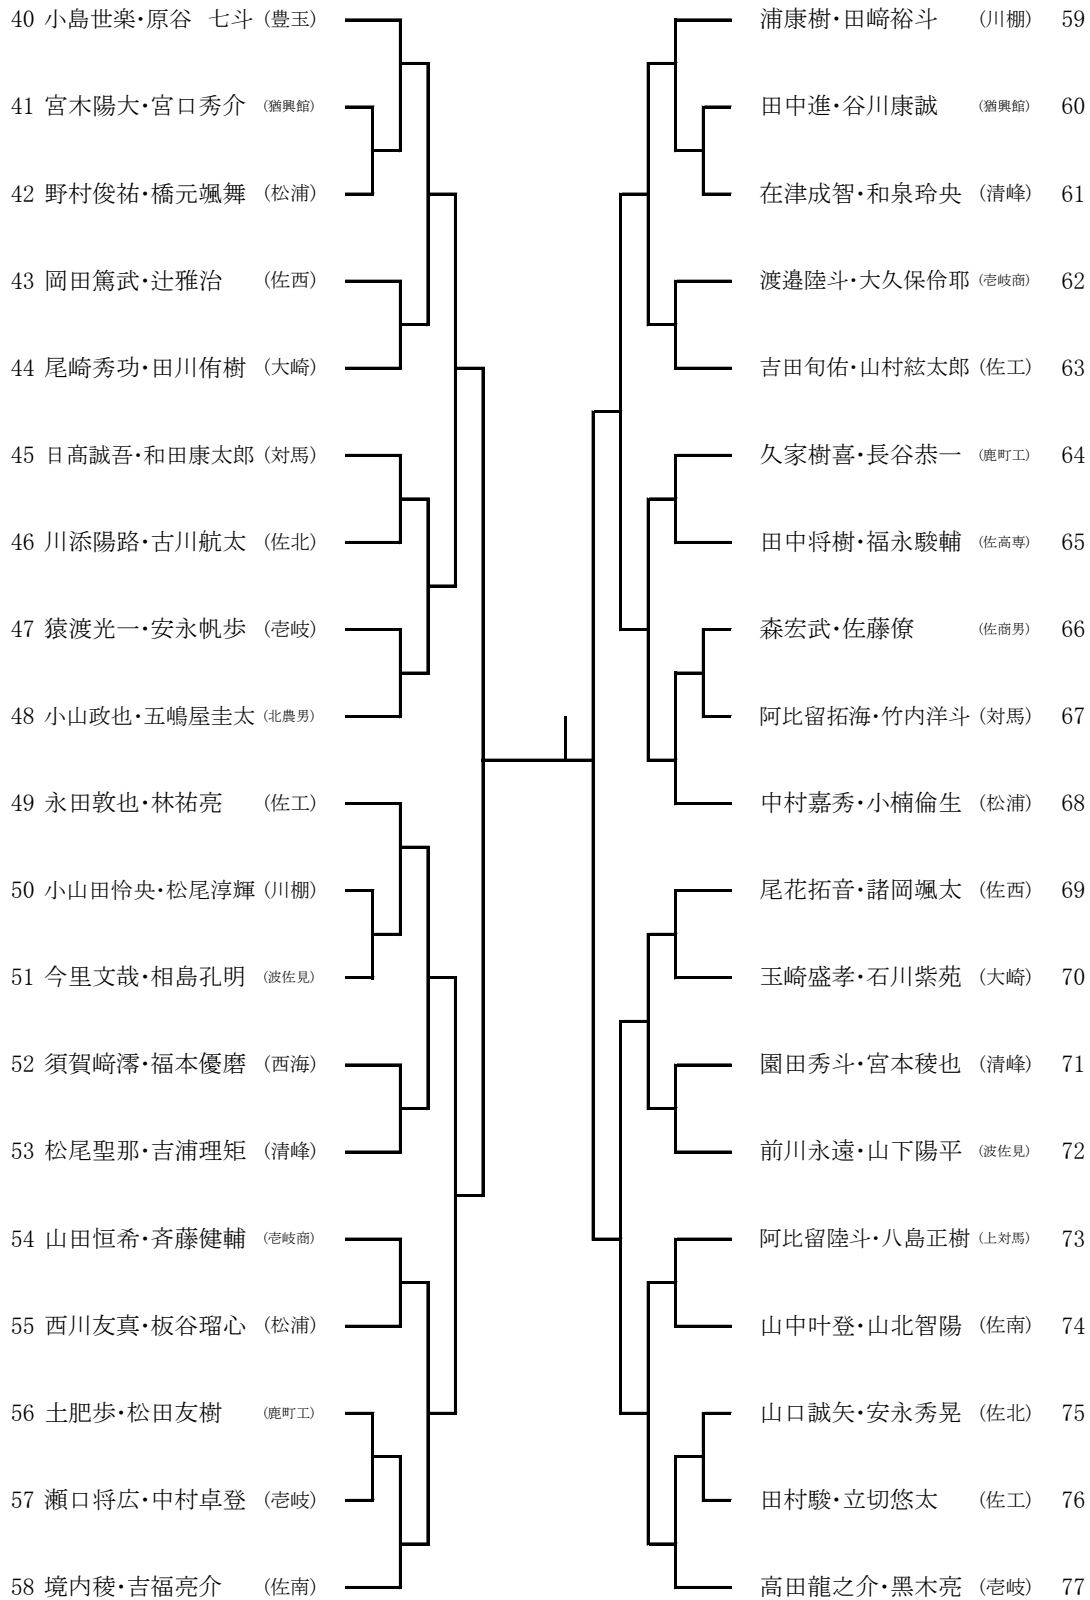 40 小島世楽・原谷　七斗 (豊玉)
41 宮木陽大・宮口秀介 (猶興館)
42 野村俊祐・橋元颯舞 (松浦)
43 岡田篤武・辻雅治 (佐西)
44 尾崎秀功・田川侑樹 (大崎)
45 日髙誠吾・和田康太郎 (対馬)
46 川添陽路・古川航太 (佐北)
47 猿渡光一・安永帆歩 (壱岐)
48 小山政也・五嶋屋圭太 (北農男)
49 永田敦也・林祐亮 (佐工)
50 小山田怜央・松尾淳輝 (川棚)
51 今里文哉・相島孔明 (波佐見)
52 須賀﨑澪・福本優磨 (西海)
53 松尾聖那・吉浦理矩 (清峰)
54 山田恒希・斉藤健輔 (壱岐商)
55 西川友真・板谷瑠心 (松浦)
56 土肥歩・松田友樹 (鹿町工)
57 瀬口将広・中村卓登 (壱岐)
58 境内稜・吉福亮介 (佐南)
浦康樹・田﨑裕斗 (川棚) 59
田中進・谷川康誠 (猶興館) 60
在津成智・和泉玲央 (清峰) 61
渡邉陸斗・大久保伶耶 (壱岐商) 62
吉田旬佑・山村絃太郎 (佐工) 63
久家樹喜・長谷恭一 (鹿町工) 64
田中将樹・福永駿輔 (佐高専) 65
森宏武・佐藤僚 (佐商男) 66
阿比留拓海・竹内洋斗 (対馬) 67
中村嘉秀・小楠倫生 (松浦) 68
尾花拓音・諸岡颯太 (佐西) 69
玉崎盛孝・石川紫苑 (大崎) 70
園田秀斗・宮本稜也 (清峰) 71
前川永遠・山下陽平 (波佐見) 72
阿比留陸斗・八島正樹 (上対馬) 73
山中叶登・山北智陽 (佐南) 74
山口誠矢・安永秀晃 (佐北) 75
田村駿・立切悠太 (佐工) 76
高田龍之介・黑木亮 (壱岐) 77